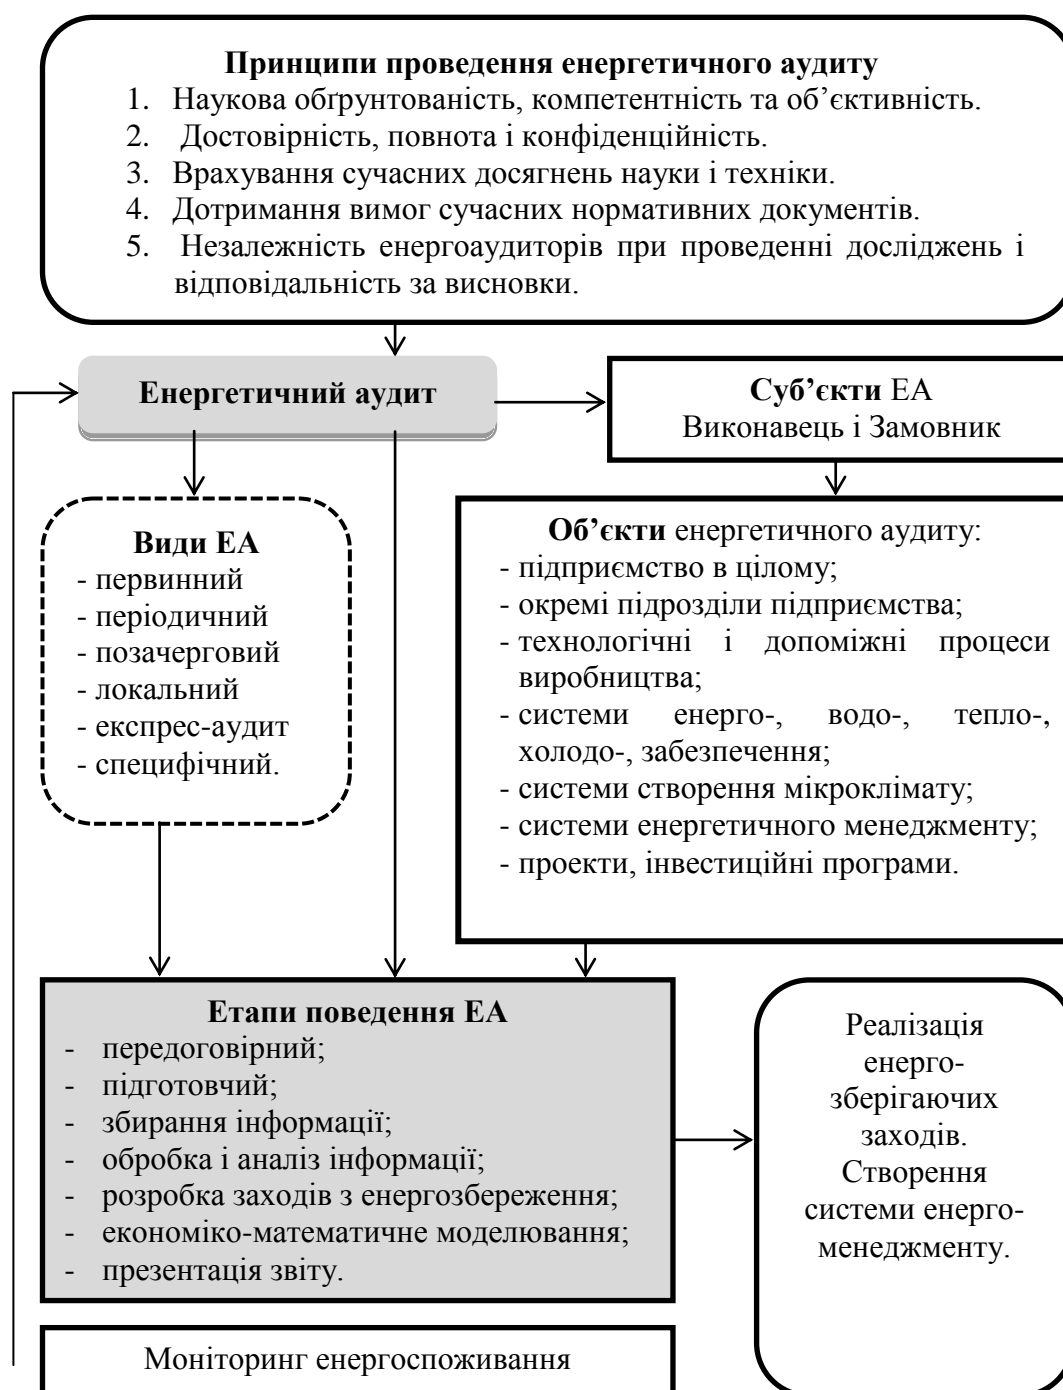 Принципи проведення енергетичного аудиту
1. Наукова обґрунтованість, компетентність та об’єктивність.
2. Достовірність, повнота і конфіденційність.
3. Врахування сучасних досягнень науки і техніки.
4. Дотримання вимог сучасних нормативних документів.
5. Незалежність енергоаудиторів при проведенні досліджень і
відповідальність за висновки.
Енергетичний аудит
Суб’єкти ЕА
Виконавець і Замовник
Види ЕА
- первинний
- періодичний
- позачерговий
- локальний
- експрес-аудит
- специфічний.
Об’єкти енергетичного аудиту:
- підприємство в цілому;
- окремі підрозділи підприємства;
- технологічні і допоміжні процеси
виробництва;
- системи енерго-, водо-, тепло-,
холодо-, забезпечення;
- системи створення мікроклімату;
- системи енергетичного менеджменту;
- проекти, інвестиційні програми.
Етапи поведення ЕА
- передоговірний;
- підготовчий;
- збирання інформації;
- обробка і аналіз інформації;
- розробка заходів з енергозбереження;
- економіко-математичне моделювання;
- презентація звіту.
Реалізація
енерго-
зберігаючих
заходів.
Створення
системи енерго-
менеджменту.
Моніторинг енергоспоживання